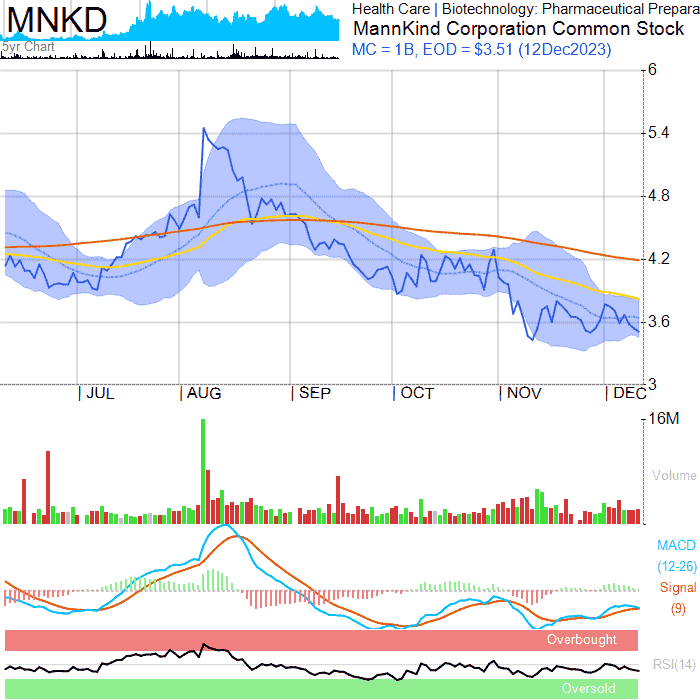 MNKD
5yr Chart
Health Care | Biotechnology: Pharmaceutical Prepara
MannKind Corporation Common Stock
MC = 1B, EOD = $3.51 (12Dec2023)
6
5.4
4.8
4.2
3.6
3
| JUL | AUG | SEP | OCT | NOV | DEC
16M
Volume
MACD
(12-26)
Signal
(9)
Overbought
RSI(14)
Oversold